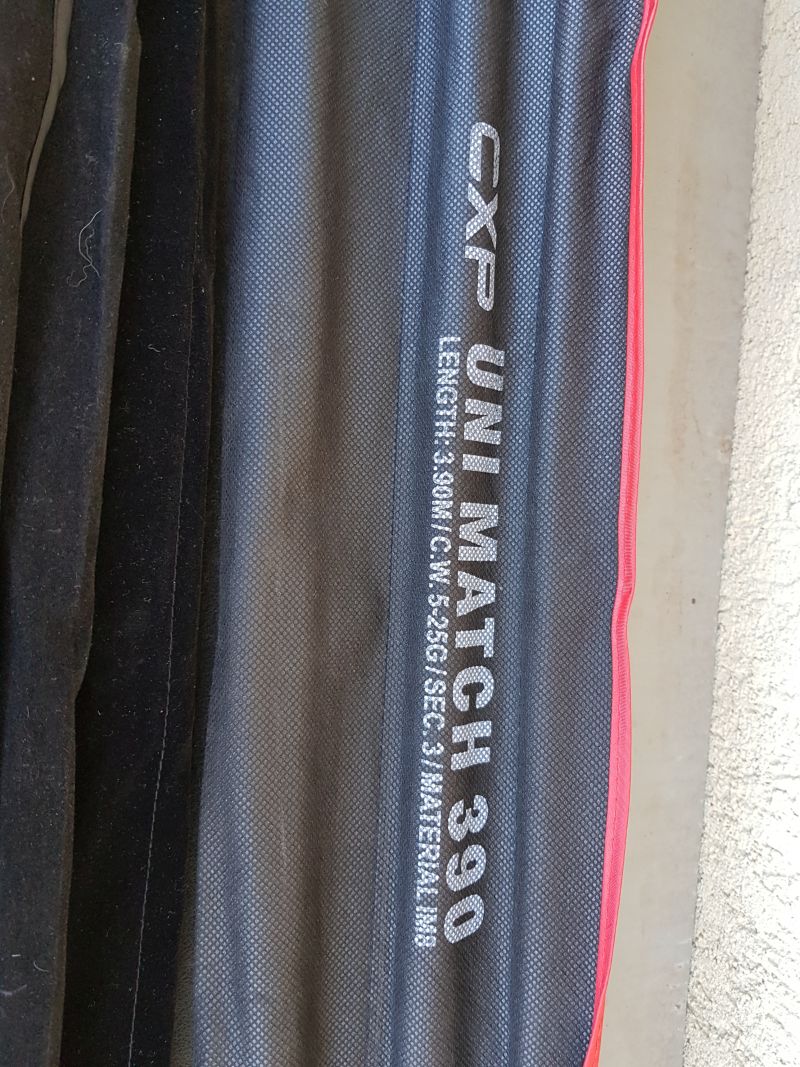 CXP UNI MATCH 390
LENGTH: 3.90M/C.W. 5-25G/SEC. 3/MATERIAL IM8